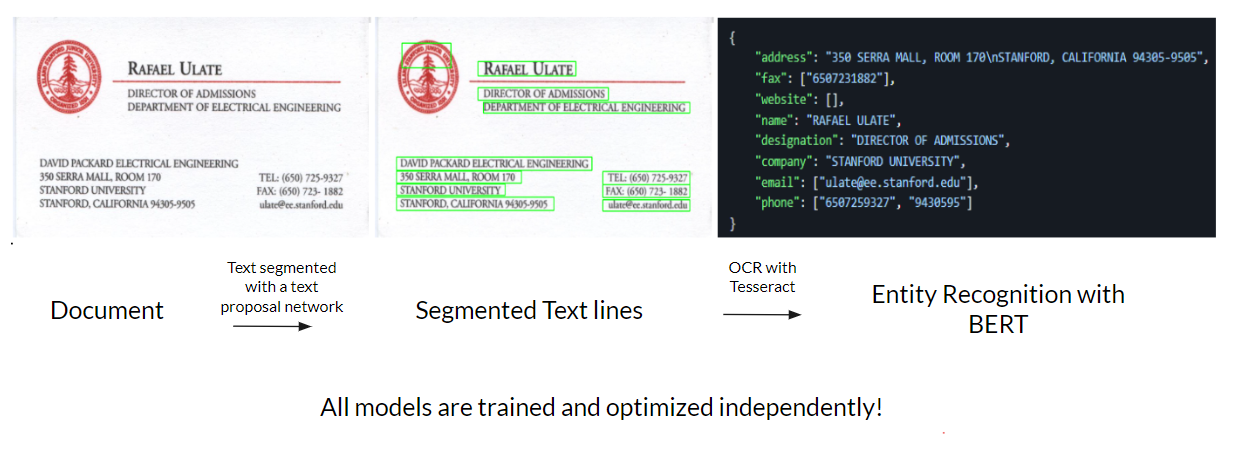 RAFAEL ULATE
DIRECTOR OF ADMISSIONS
DEPARTMENT OF ELECTRICAL ENGINEERING
DAVID PACKARD ELECTRICAL ENGINEERING
350 SERRA MALL, ROOM 170
STANFORD UNIVERSITY
STANFORD, CALIFORNIA 94305-9505
TEL: (650) 725-9327
FAX: (650) 723- 1882
ulate@ee.stanford.edu
RAFAEL ULATE
DIRECTOR OF ADMISSIONS
DEPARTMENT OF ELECTRICAL ENGINEERING
DAVID PACKARD ELECTRICAL ENGINEERING
350 SERRA MALL, ROOM 170
STANFORD UNIVERSITY
STANFORD, CALIFORNIA 94305-9505
TEL: (650) 725-9327
FAX: (650) 723- 1882
ulate@ee.stanford.edu
{
"address": "350 SERRA MALL, ROOM 170\nSTANFORD, CALIFORNIA 94305-9505",
"fax": ["6507231882"],
"website": [],
"name": "RAFAEL ULATE",
"designation": "DIRECTOR OF ADMISSIONS",
"company": "STANFORD UNIVERSITY",
"email": ["ulate@ee.stanford.edu"],
"phone": ["6507259327", "9430595"]
}
Document
Text segmented
with a text
proposal network
Segmented Text lines
OCR with
Tesseract
Entity Recognition with
BERT
All models are trained and optimized independently!